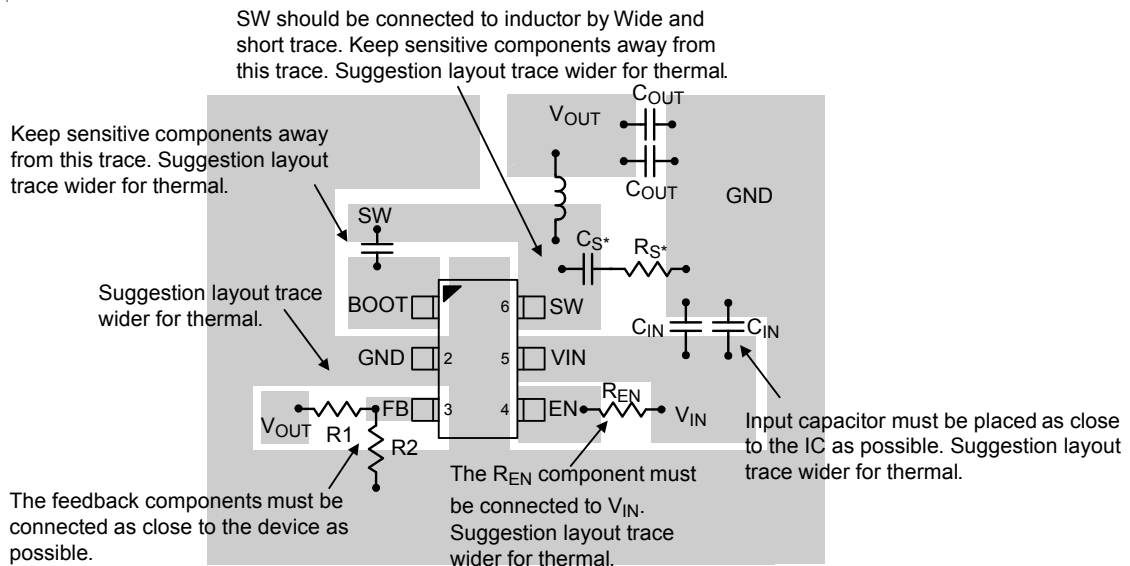 SW should be connected to inductor by Wide and
short trace. Keep sensitive components away from
this trace. Suggestion layout trace wider for thermal.
COUT
VOUT
COUT
GND
Keep sensitive components away
from this trace. Suggestion layout
trace wider for thermal.
SW
CS*
RS*
Suggestion layout trace
wider for thermal.
BOOT
6
SW
CIN
CIN
GND
2
5
VIN
FB
3
4
EN
REN
VIN
VOUT
R1
R2
Input capacitor must be placed as close
to the IC as possible. Suggestion layout
trace wider for thermal.
The REN component must
be connected to VIN.
Suggestion layout trace
wider for thermal.
The feedback components must be
connected as close to the device as
possible.